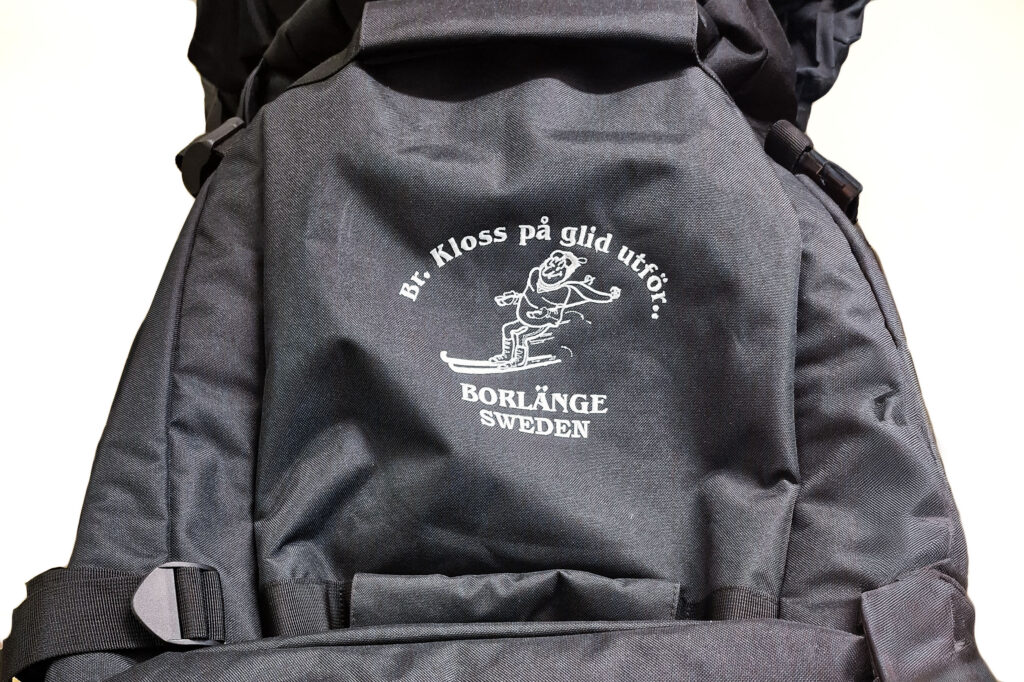 Br. Kloss på glid utför..
BORLÄNGE
SWEDEN